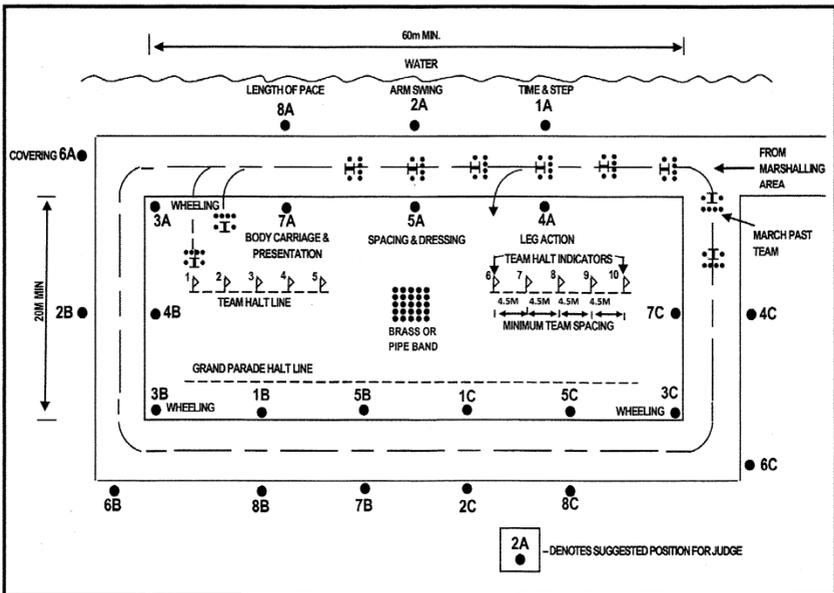 60m MIN.
WATER
LENGTH OF PACE
8A
ARM SWING
2A
TIME & STEP
1A
COVERING 6A
FROM
MARSHALLING
AREA
3A
WHEELING
7A
BODY CARRIAGE &
PRESENTATION
5A
SPACING & DRESSING
4A
LEG ACTION
MARCH PAST
TEAM
TEAM HALT INDICATORS
1 2 3 4 5
TEAM HALT LINE
6 7 8 9 10
4.5M 4.5M 4.5M 4.5M
MINIMUM TEAM SPACING
20M MIN
2B
4B
BRASS OR
PIPE BAND
7C
4C
GRAND PARADE HALT LINE
3B
WHEELING
1B
5B
1C
5C
WHEELING
3C
6C
6B
8B
7B
2C
8C
2A
– DENOTES SUGGESTED POSITION FOR JUDGE